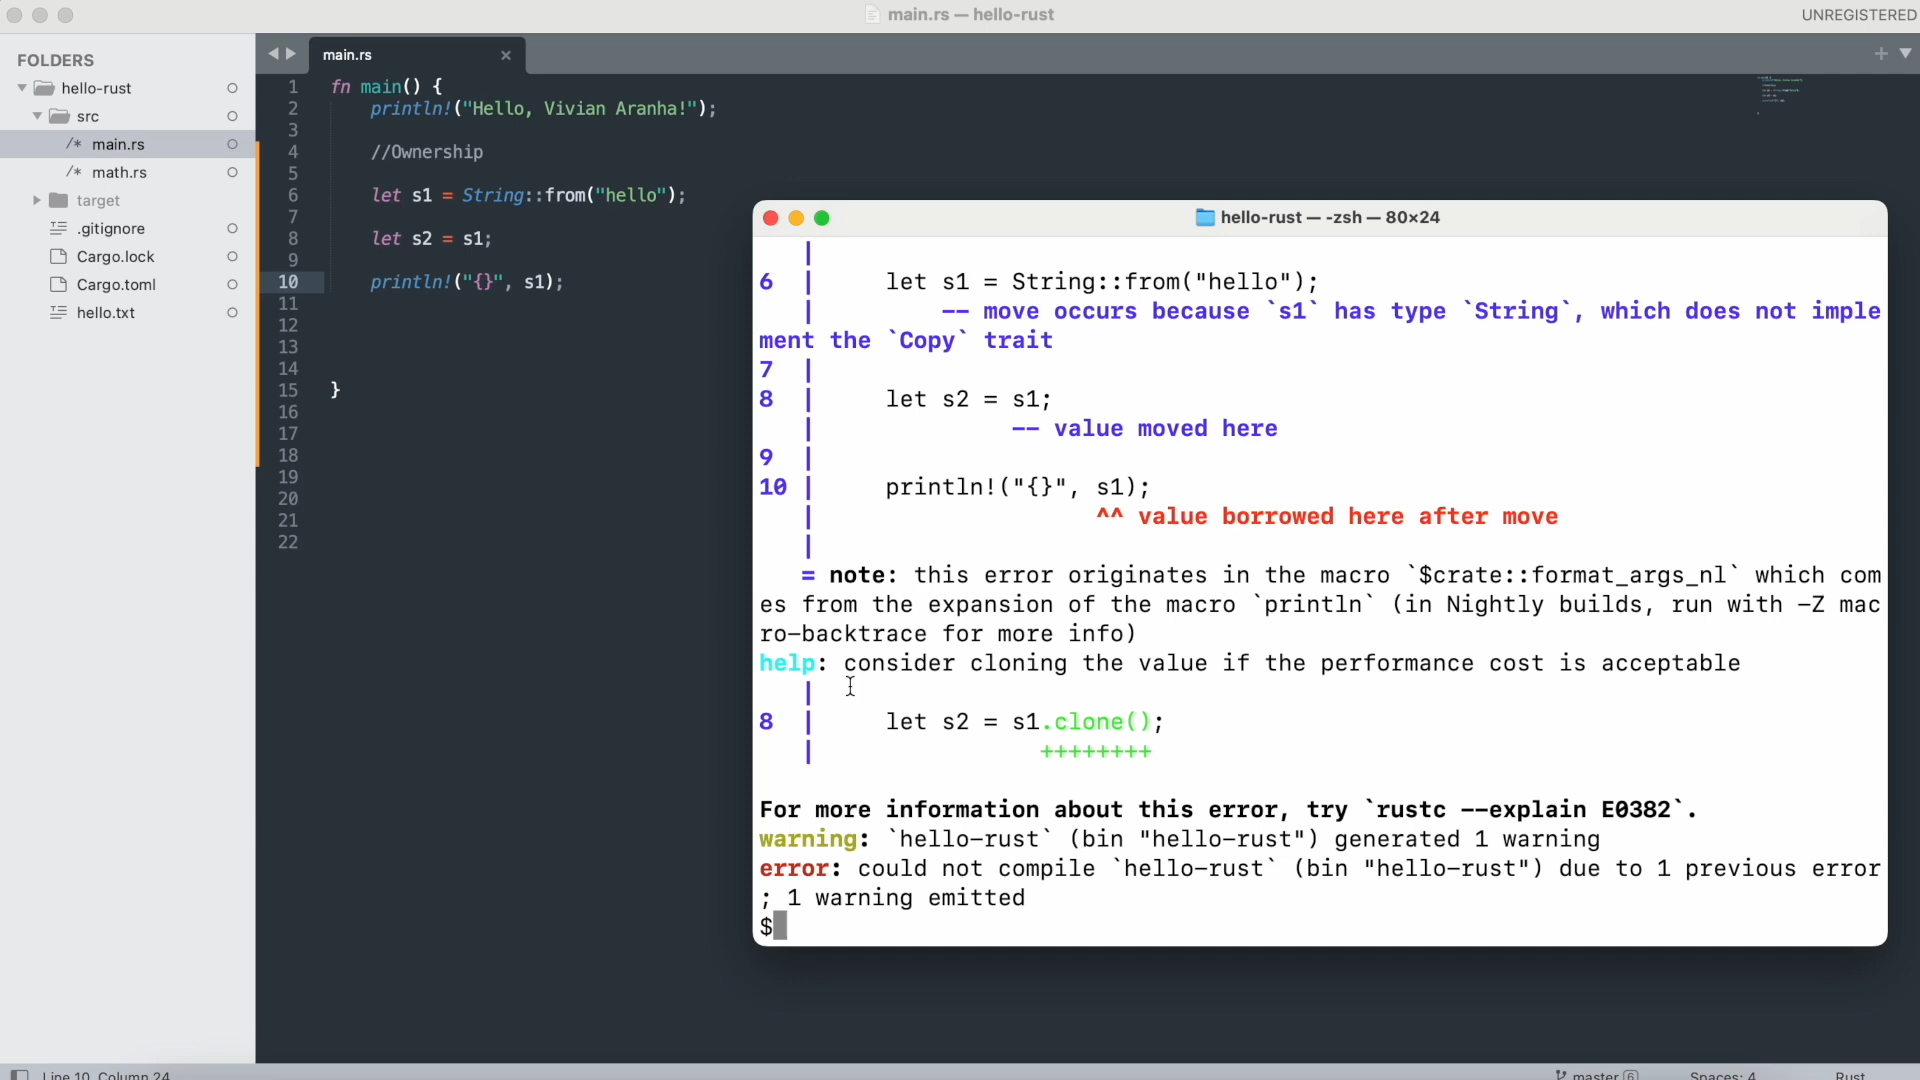 main.rs — hello-rust
UNREGISTERED
FOLDERS
hello-rust
src
/* main.rs
/* math.rs
target
.gitignore
Cargo.lock
Cargo.toml
hello.txt
main.rs
1 fn main() {
2 println!("Hello, Vivian Aranha!");
3
4 //Ownership
5
6 let s1 = String::from("hello");
7
8 let s2 = s1;
9
10 println!("{}", s1);
11
12
13
14
15 }
16
17
18
19
20
21
22
hello-rust — -zsh — 80×24
|
6 | let s1 = String::from("hello");
| -- move occurs because `s1` has type `String`, which does not imple
ment the `Copy` trait
7 |
8 | let s2 = s1;
| -- value moved here
9 |
10 | println!("{}", s1);
| ^^ value borrowed here after move
|
= note: this error originates in the macro `$crate::format_args_nl` which com
es from the expansion of the macro `println` (in Nightly builds, run with -Z mac
ro-backtrace for more info)
help: consider cloning the value if the performance cost is acceptable
|
8 | let s2 = s1.clone();
| ++++++++
For more information about this error, try `rustc --explain E0382`.
warning: `hello-rust` (bin "hello-rust") generated 1 warning
error: could not compile `hello-rust` (bin "hello-rust") due to 1 previous error
; 1 warning emitted
$
Line 10, Column 24
master 6
Spaces: 4
Rust